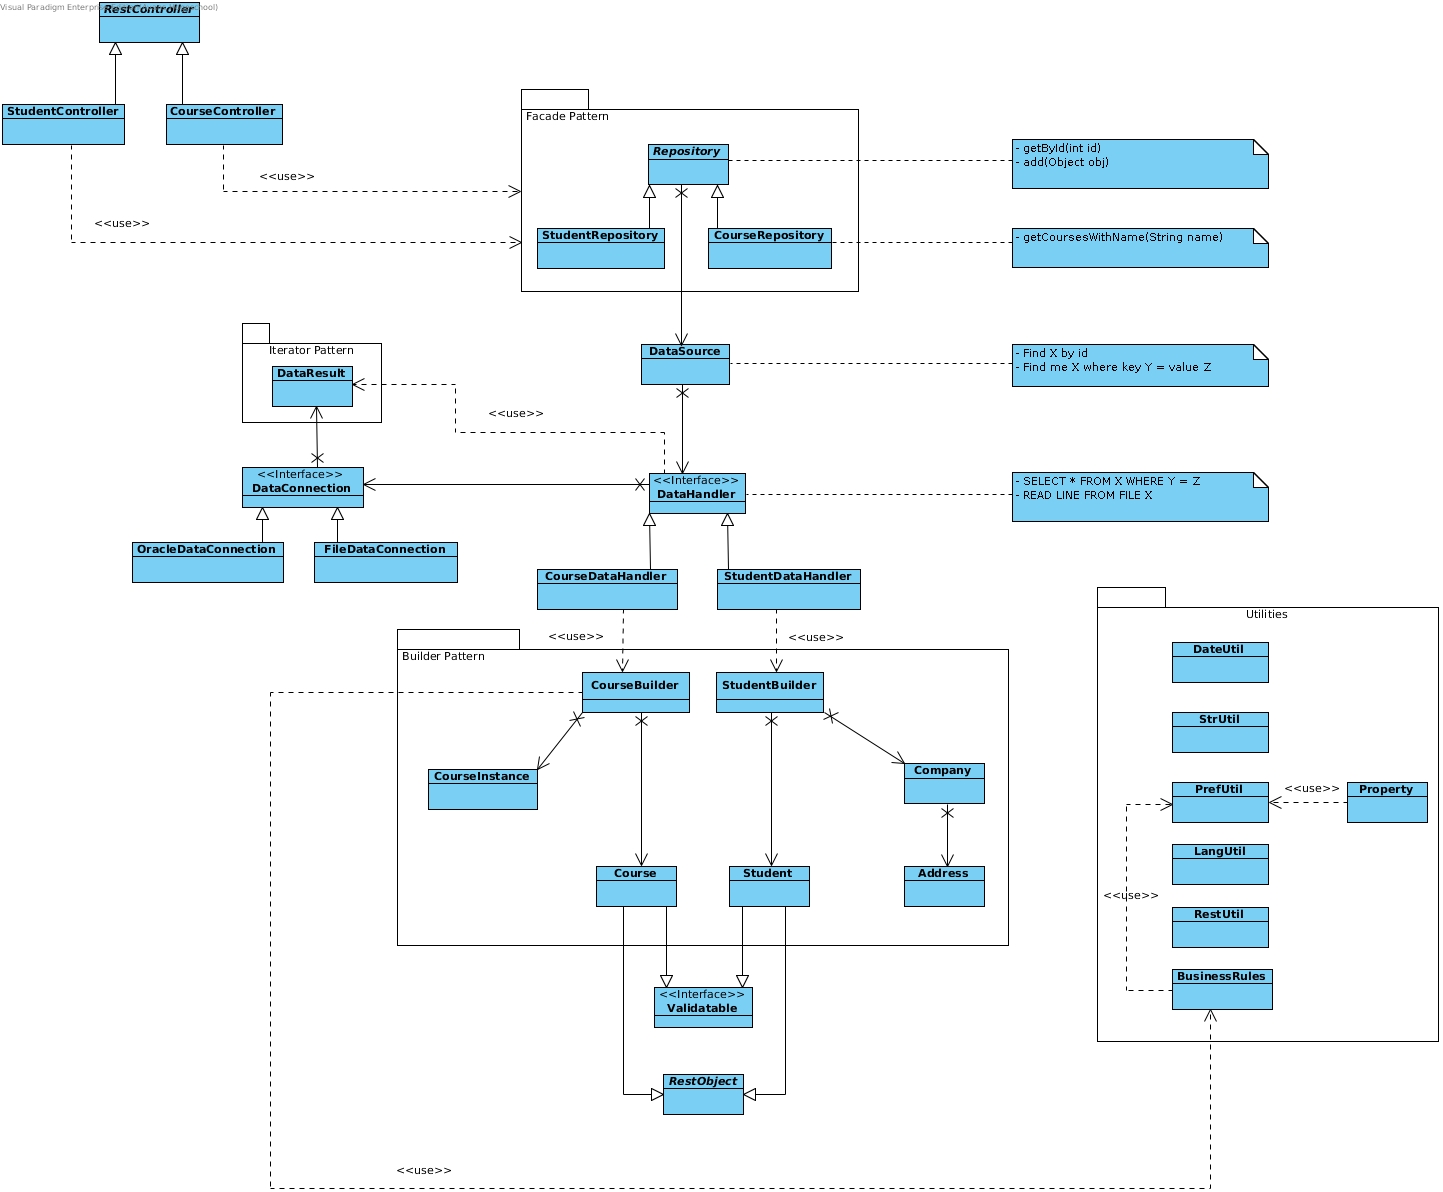 Visual Paradigm Enterpri
RestController
StudentController
CourseController
<<use>>
<<use>>
Facade Pattern
Repository
StudentRepository
CourseRepository
- getById(int id)
- add(Object obj)
- getCoursesWithName(String name)
Iterator Pattern
DataResult
DataSource
- Find X by id
- Find me X where key Y = value Z
<<use>>
<<Interface>>
DataConnection
<<Interface>>
DataHandler
- SELECT * FROM X WHERE Y = Z
- READ LINE FROM FILE X
OracleDataConnection
FileDataConnection
CourseDataHandler
StudentDataHandler
<<use>>
<<use>>
Builder Pattern
CourseBuilder
StudentBuilder
CourseInstance
Company
Course
Student
Address
<<Interface>>
Validatable
RestObject
<<use>>
Utilities
DateUtil
StrUtil
PrefUtil
<<use>>
Property
LangUtil
<<use>>
RestUtil
BusinessRules